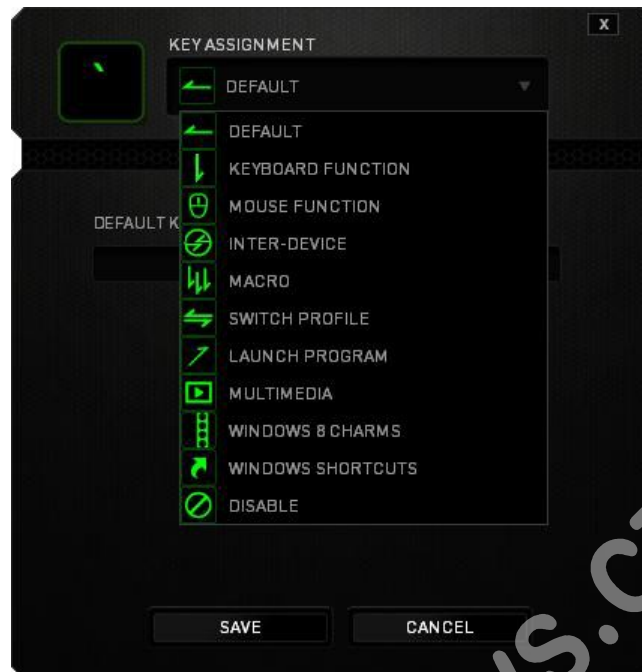 X
KEY ASSIGNMENT
`
DEFAULT
DEFAULT
KEYBOARD FUNCTION
MOUSE FUNCTION
DEFAULT K
INTER-DEVICE
MACRO
SWITCH PROFILE
LAUNCH PROGRAM
MULTIMEDIA
WINDOWS 8 CHARMS
WINDOWS SHORTCUTS
DISABLE
SAVE
CANCEL